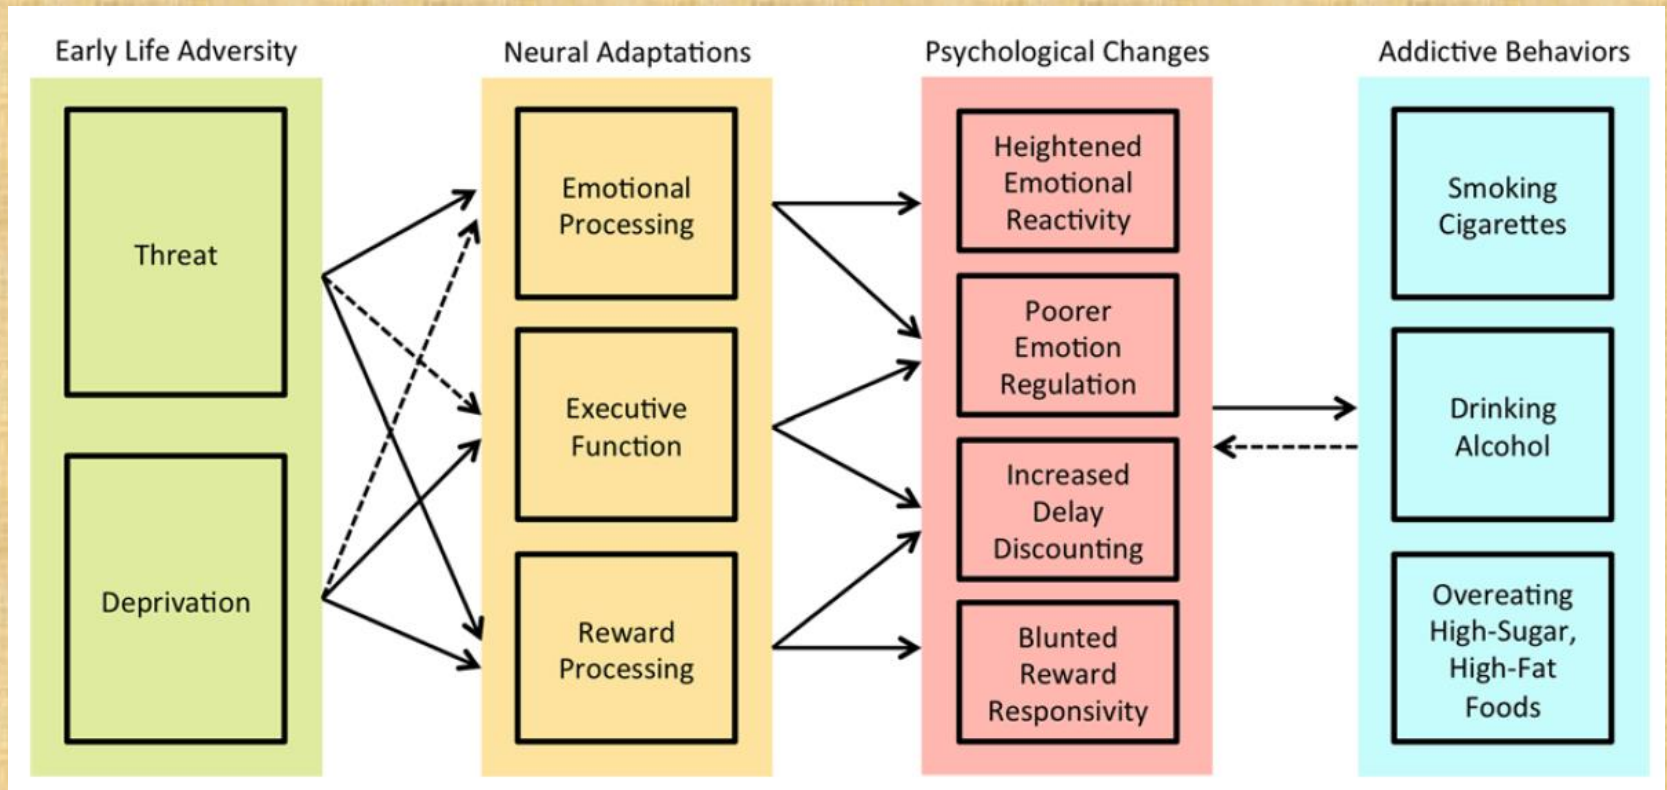 Early Life Adversity
Neural Adaptations
Psychological Changes
Addictive Behaviors
Threat
Deprivation
Emotional
Processing
Executive
Function
Reward
Processing
Heightened
Emotional
Reactivity
Poorer
Emotion
Regulation
Increased
Delay
Discounting
Blunted
Reward
Responsivity
Smoking
Cigarettes
Drinking
Alcohol
Overeating
High-Sugar,
High-Fat
Foods